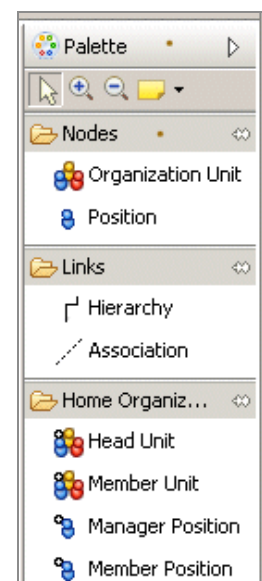 Palette
Nodes
Organization Unit
Position
Links
Hierarchy
Association
Home Organiz...
Head Unit
Member Unit
Manager Position
Member Position